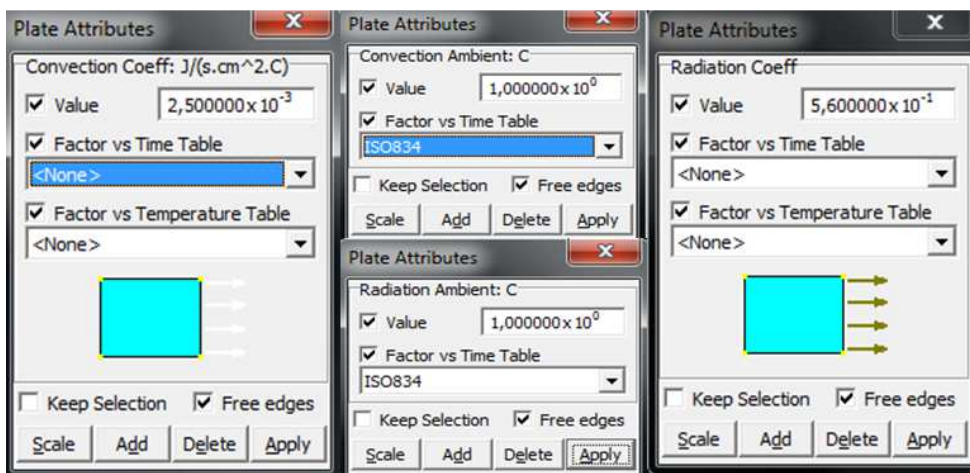 Plate Attributes
x
Convection Coeff: J/(s.cm^2.C)
Value
2,500000 x 10^-3
Factor vs Time Table
<None>
Factor vs Temperature Table
<None>
Keep Selection
Free edges
Scale
Add
Delete
Apply
Plate Attributes
x
Convection Ambient: C
Value
1,000000 x 10^0
Factor vs Time Table
ISO834
Keep Selection
Free edges
Scale
Add
Delete
Apply
Plate Attributes
x
Radiation Ambient: C
Value
1,000000 x 10^0
Factor vs Time Table
ISO834
Keep Selection
Free edges
Scale
Add
Delete
Apply
Plate Attributes
x
Radiation Coeff
Value
5,600000 x 10^-1
Factor vs Time Table
<None>
Factor vs Temperature Table
<None>
Keep Selection
Free edges
Scale
Add
Delete
Apply